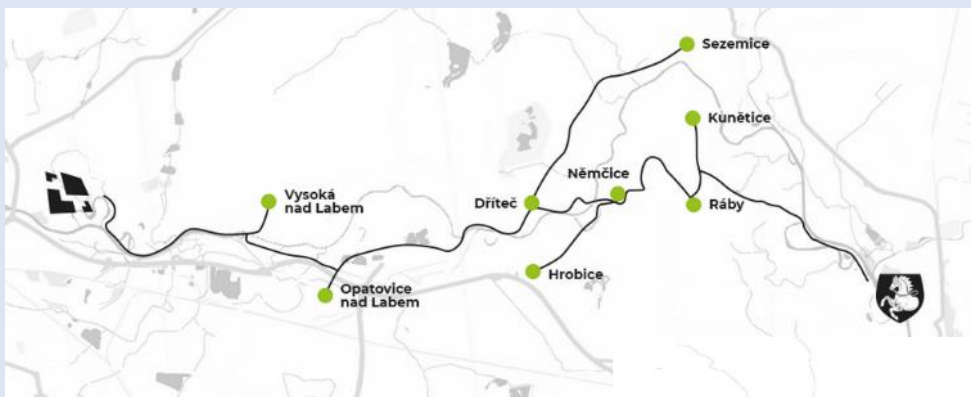 Sezemice
Kunětice
Němčice
Vysoká
nad Labem
Dříteč
Ráby
Hrobice
Opatovice
nad Labem